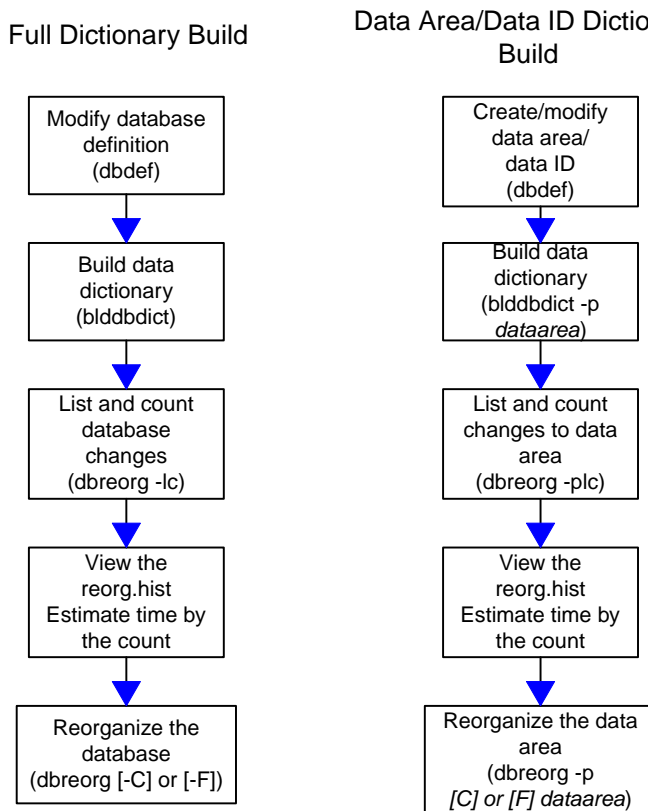 Full Dictionary Build
Modify database
definition
(dbdef)
Build data
dictionary
(blddbdict)
List and count
database
changes
(dbreorg -lc)
View the
reorg.hist
Estimate time by
the count
Reorganize the
database
(dbreorg [-C] or [-F])
Data Area/Data ID Dictio
Build
Create/modify
data area/
data ID
(dbdef)
Build data
dictionary
(blddbdict -p
dataarea)
List and count
changes to data
area
(dbreorg -plc)
View the
reorg.hist
Estimate time by
the count
Reorganize the data
area
(dbreorg -p
[C] or [F] dataarea)